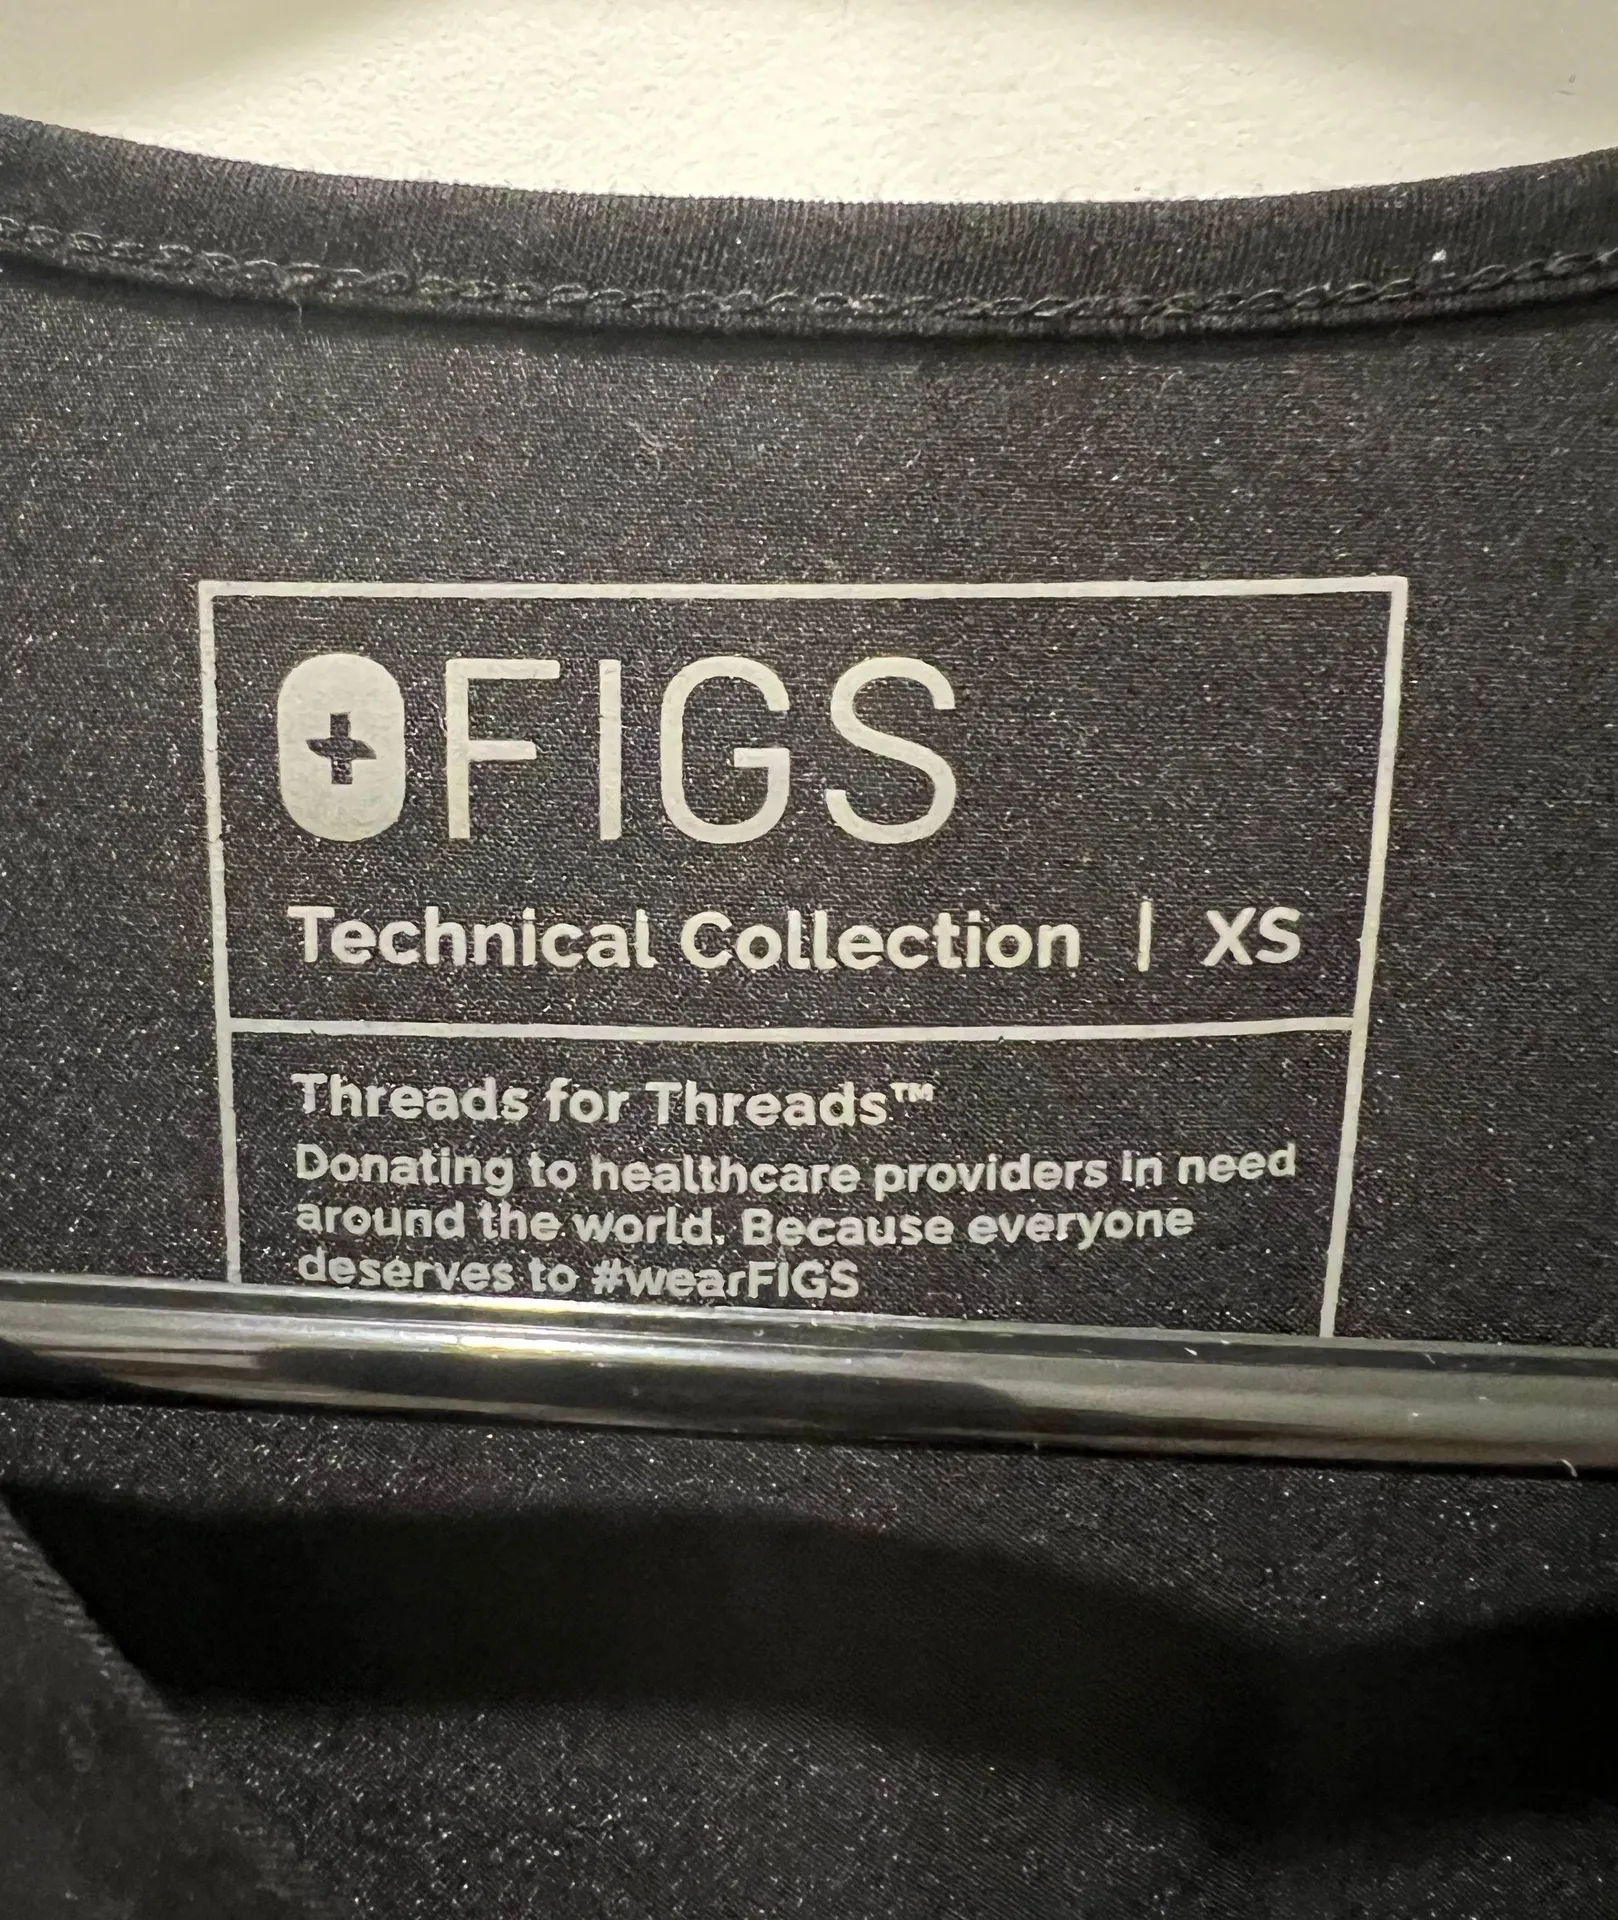 FIGS
Technical Collection | XS
Threads for Threads™
Donating to healthcare providers in need
around the world. Because everyone
deserves to #wearFIGS